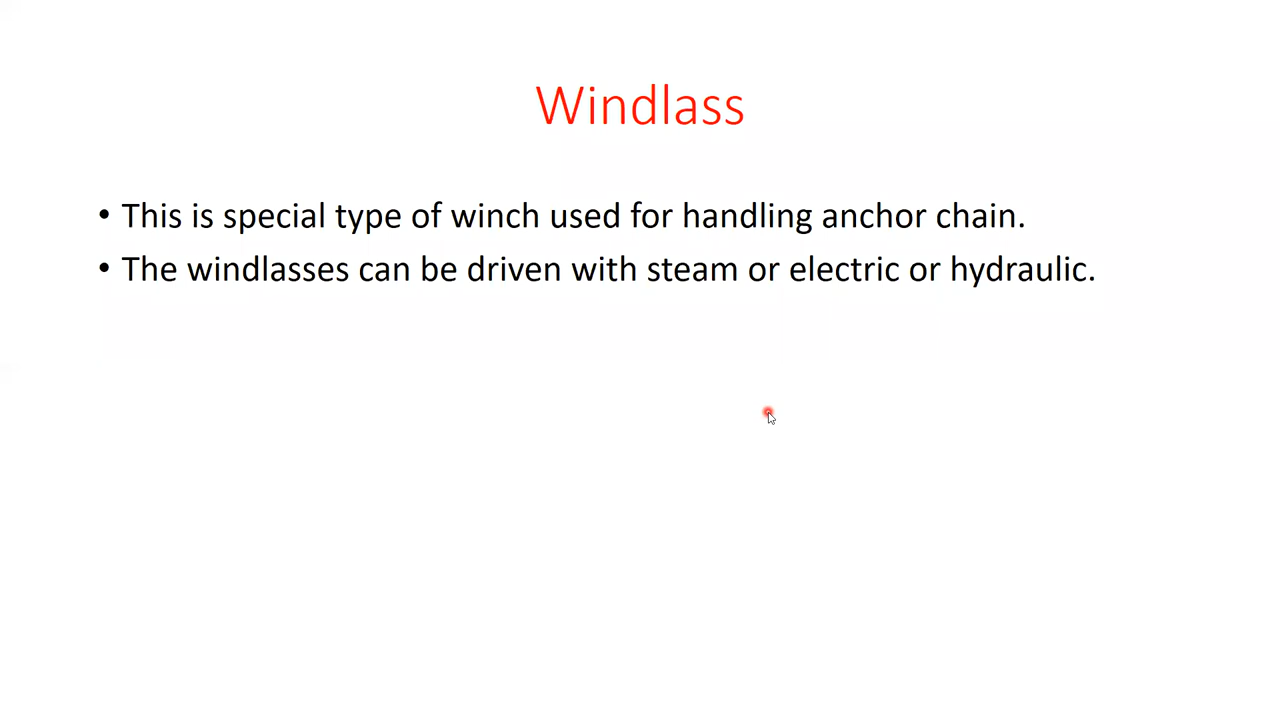 Windlass
• This is special type of winch used for handling anchor chain.
• The windlasses can be driven with steam or electric or hydraulic.